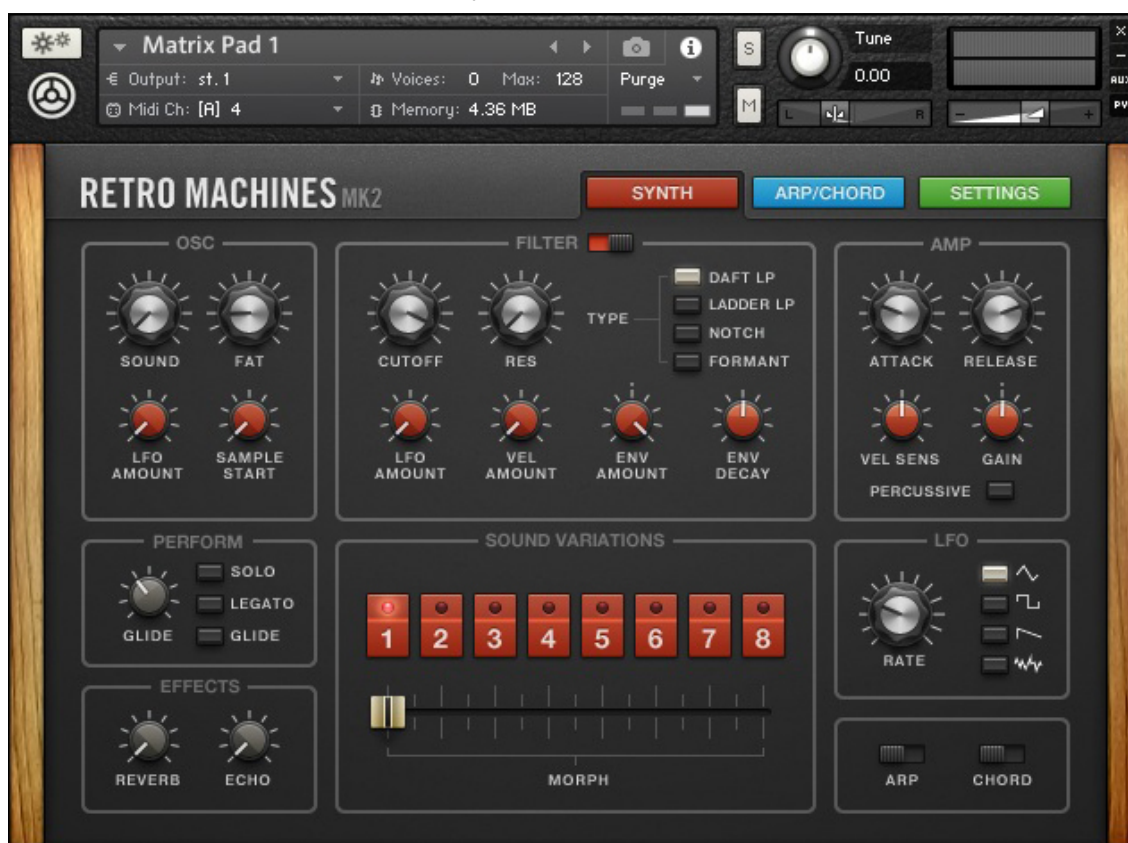 Matrix Pad 1
S
Tune
Output: st. 1
Voices: 0 Max: 128
Purge
0.00
Midi Ch: [A] 4
Memory: 4.36 MB
M
L
R
-
+
X
-
AUX
PV
RETRO MACHINES MK2
SYNTH
ARP/CHORD
SETTINGS
OSC
SOUND
FAT
LFO
AMOUNT
SAMPLE
START
FILTER
CUTOFF
RES
TYPE
DAFT LP
LADDER LP
NOTCH
FORMANT
LFO
AMOUNT
VEL
AMOUNT
ENV
AMOUNT
ENV
DECAY
AMP
ATTACK
RELEASE
VEL SENS
GAIN
PERCUSSIVE
PERFORM
GLIDE
SOLO
LEGATO
GLIDE
SOUND VARIATIONS
1 2 3 4 5 6 7 8
MORPH
LFO
RATE
EFFECTS
REVERB
ECHO
ARP
CHORD